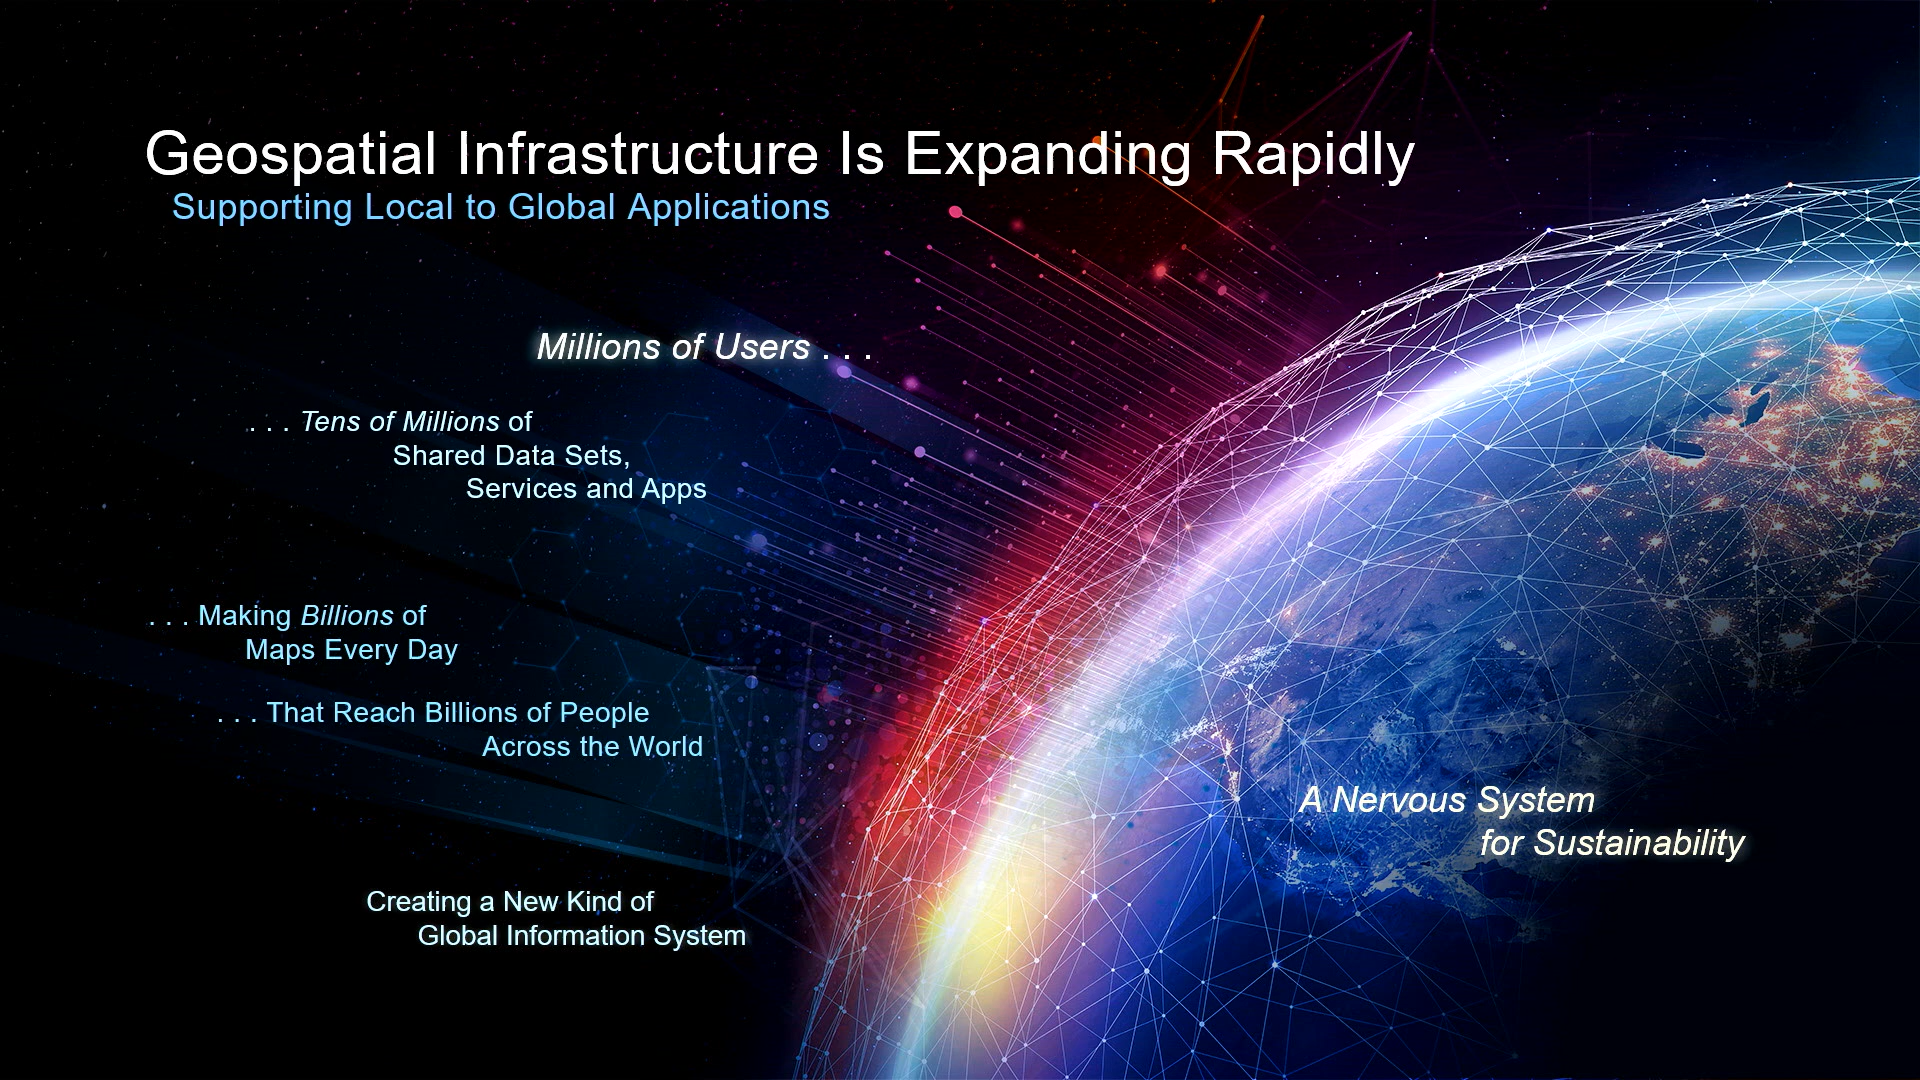 Geospatial Infrastructure Is Expanding Rapidly
Supporting Local to Global Applications
Millions of Users . . .
. . . Tens of Millions of
Shared Data Sets,
Services and Apps
. . . Making Billions of
Maps Every Day
. . . That Reach Billions of People
Across the World
A Nervous System
for Sustainability
Creating a New Kind of
Global Information System